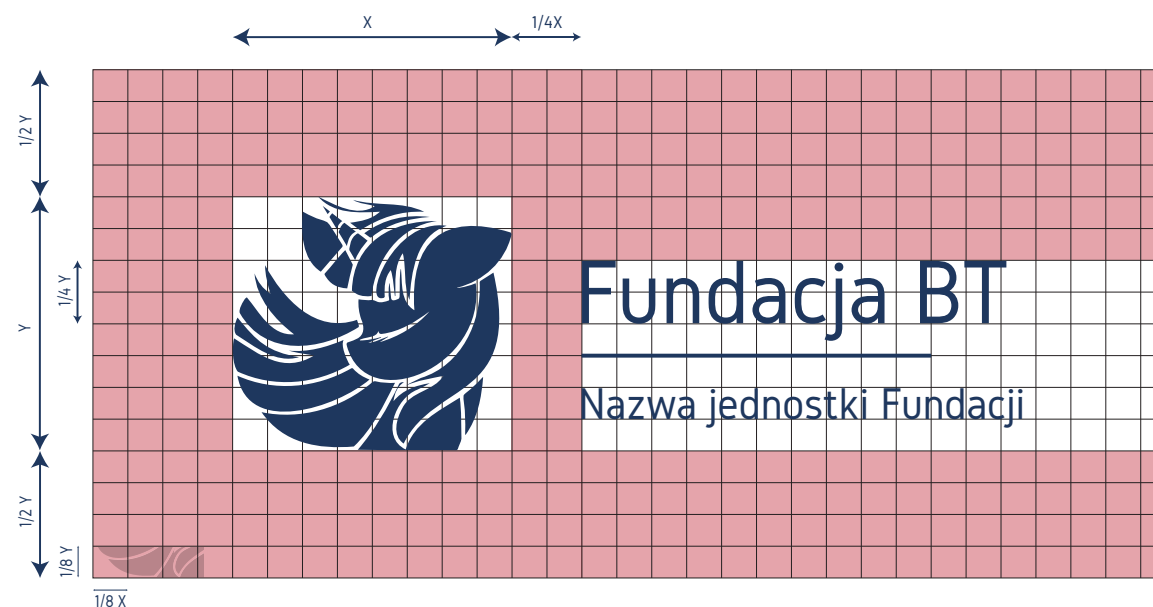 X
1/4X
1/2 Y
1/4 Y
Y
Fundacja BT
Nazwa jednostki Fundacji
1/2 Y
1/8 Y
1/8 X